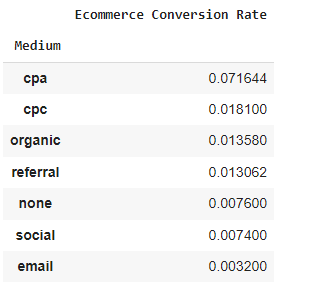 Ecommerce Conversion Rate
Medium
cpa 0.071644
cpc 0.018100
organic 0.013580
referral 0.013062
none 0.007600
social 0.007400
email 0.003200